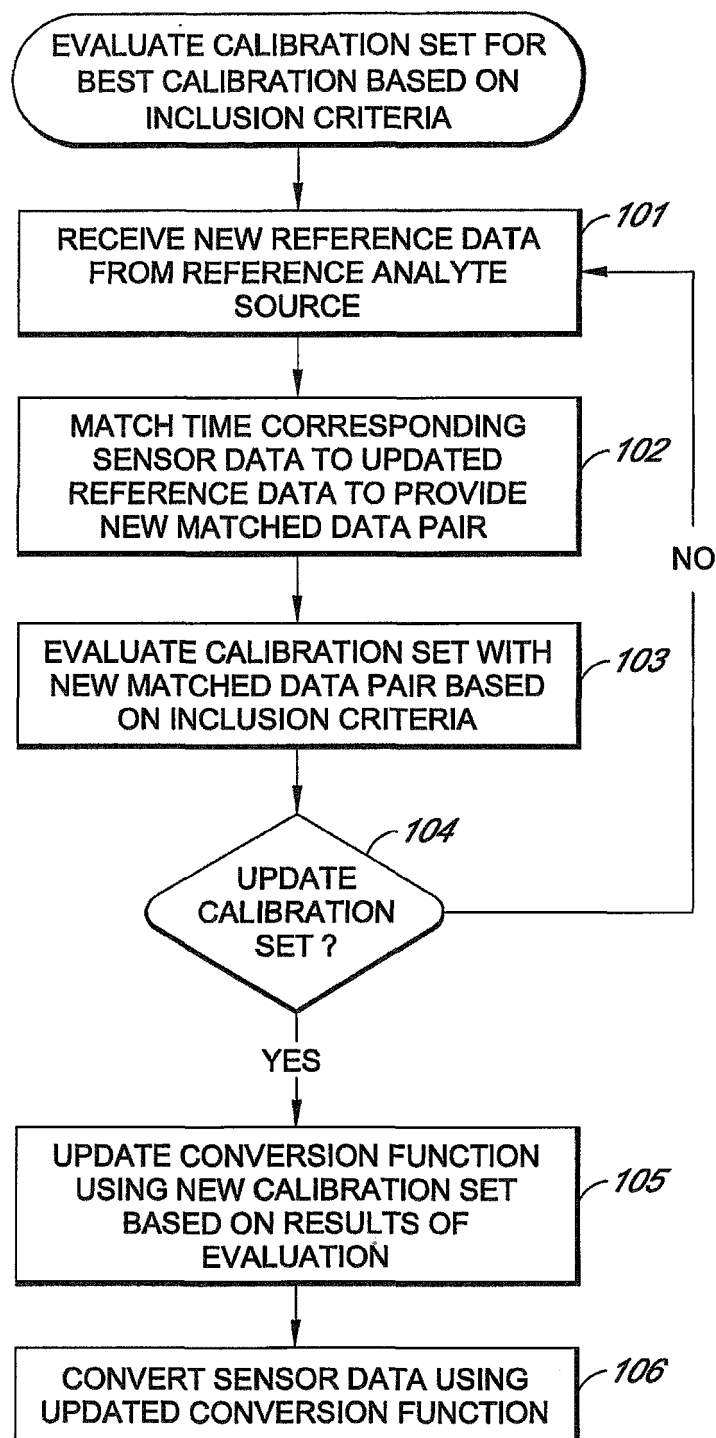 EVALUATE CALIBRATION SET FOR
BEST CALIBRATION BASED ON
INCLUSION CRITERIA
101
RECEIVE NEW REFERENCE DATA
FROM REFERENCE ANALYTE
SOURCE
102
MATCH TIME CORRESPONDING
SENSOR DATA TO UPDATED
REFERENCE DATA TO PROVIDE
NEW MATCHED DATA PAIR
NO
103
EVALUATE CALIBRATION SET WITH
NEW MATCHED DATA PAIR BASED
ON INCLUSION CRITERIA
104
UPDATE
CALIBRATION
SET ?
YES
105
UPDATE CONVERSION FUNCTION
USING NEW CALIBRATION SET
BASED ON RESULTS OF
EVALUATION
106
CONVERT SENSOR DATA USING
UPDATED CONVERSION FUNCTION